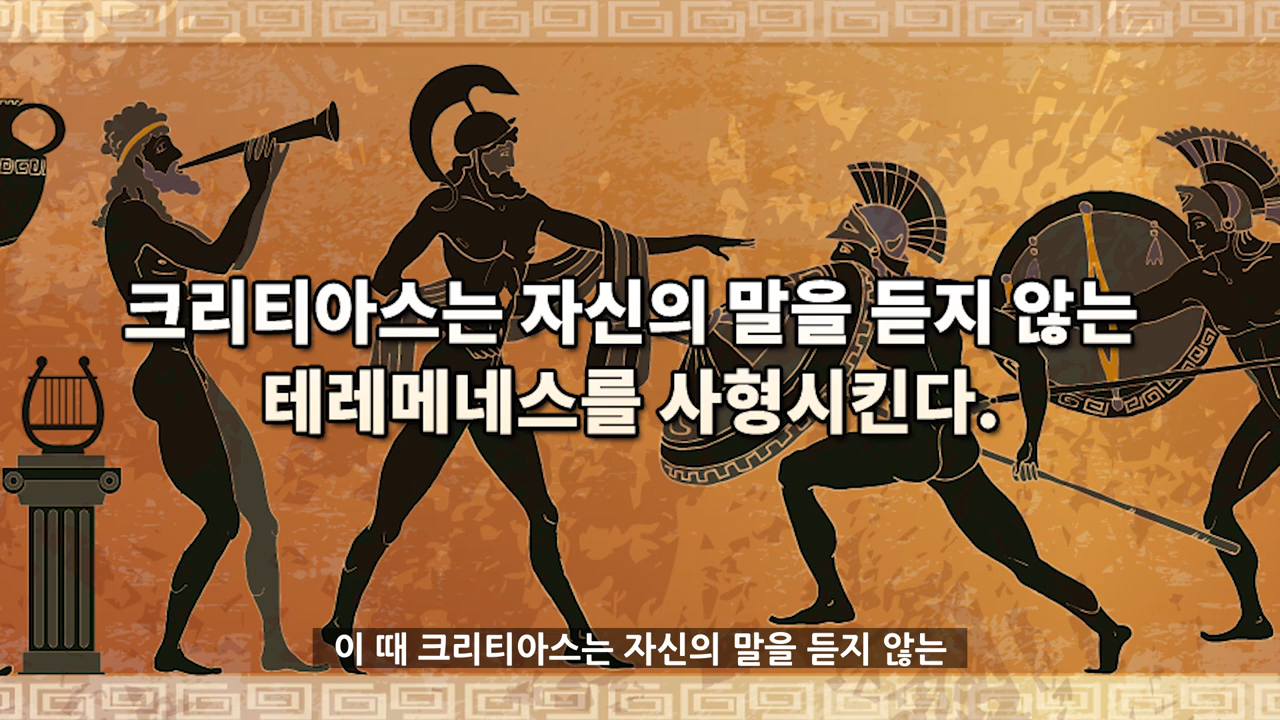 크리티아스는 자신의 말을 듣지 않는
테레메네스를 사형시킨다.
이 때 크리티아스는 자신의 말을 듣지 않는